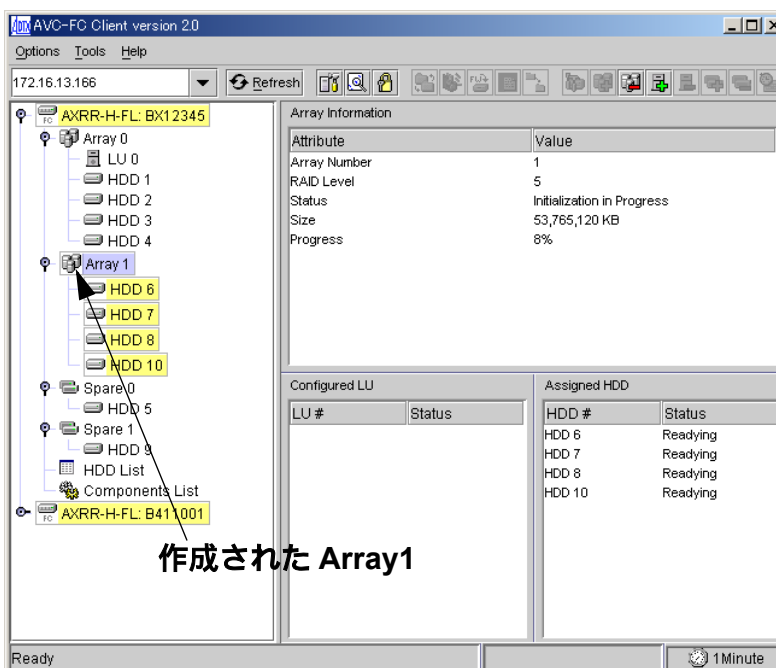 AVC-FC Client version 2.0
Options Tools Help
172.16.13.166
Refresh
FC AXRR-H-FL: BX12345
Array 0
LU 0
HDD 1
HDD 2
HDD 3
HDD 4
Array 1
HDD 6
HDD 7
HDD 8
HDD 10
Spare 0
HDD 5
Spare 1
HDD 9
HDD List
Components List
FC AXRR-H-FL: B411001
作成された Array1
Array Information
Attribute Value
Array Number 1
RAID Level 5
Status Initialization in Progress
Size 53,765,120 KB
Progress 8%
Configured LU
LU # Status
Assigned HDD
HDD # Status
HDD 6 Readying
HDD 7 Readying
HDD 8 Readying
HDD 10 Readying
Ready
1 Minute